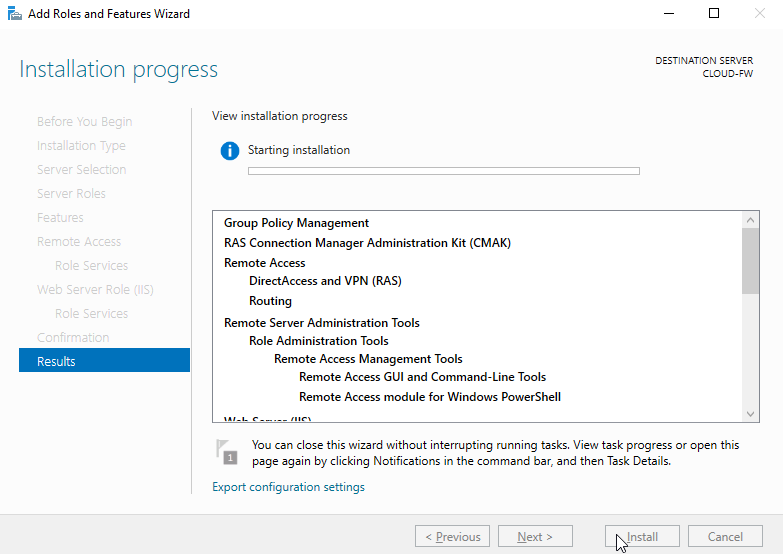 Add Roles and Features Wizard
Installation progress
DESTINATION SERVER
CLOUD-FW
Before You Begin
Installation Type
Server Selection
Server Roles
Features
Remote Access
Role Services
Web Server Role (IIS)
Role Services
Confirmation
Results
View installation progress
Starting installation
Group Policy Management
RAS Connection Manager Administration Kit (CMAK)
Remote Access
DirectAccess and VPN (RAS)
Routing
Remote Server Administration Tools
Role Administration Tools
Remote Access Management Tools
Remote Access GUI and Command-Line Tools
Remote Access module for Windows PowerShell
Web Server (IIS)
1
You can close this wizard without interrupting running tasks. View task progress or open this
page again by clicking Notifications in the command bar, and then Task Details.
Export configuration settings
< Previous
Next >
Install
Cancel